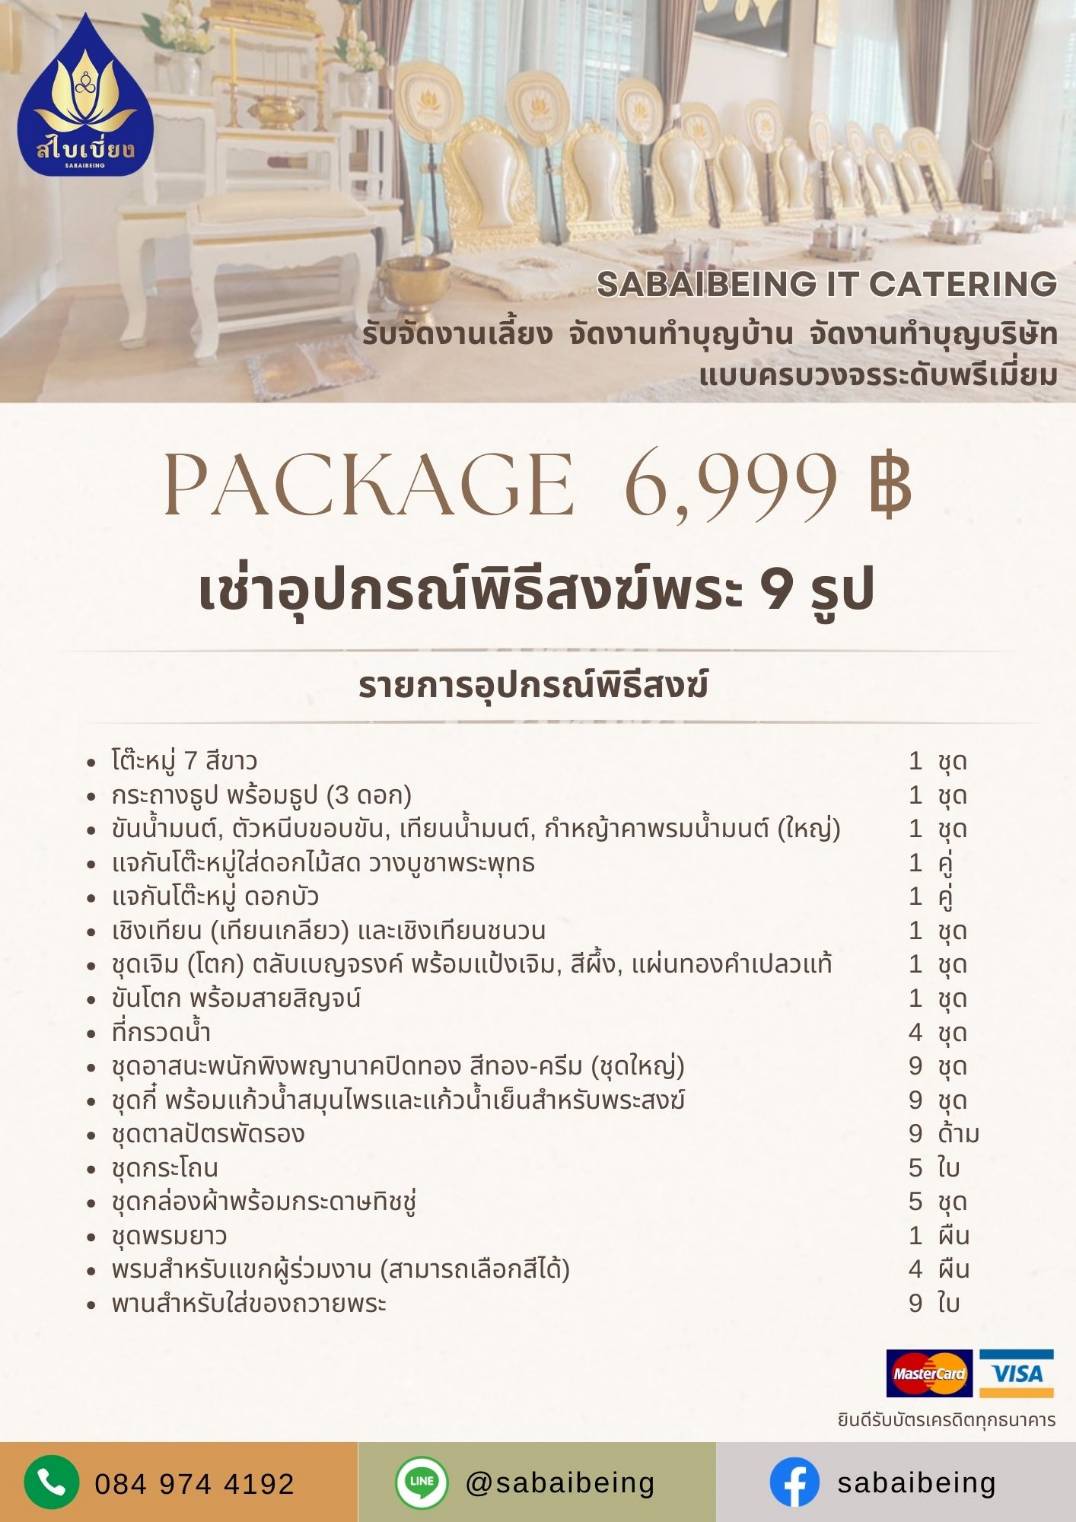 สไบเบี่ยง
SABAIBEING
SABAIBEING IT CATERING
รับจัดงานเลี้ยง จัดงานทำบุญบ้าน จัดงานทำบุญบริษัท
แบบครบวงจรระดับพรีเมี่ยม
PACKAGE 6,999 ฿
เช่าอุปกรณ์พิธีสงฆ์พระ 9 รูป
รายการอุปกรณ์พิธีสงฆ์
• โต๊ะหมู่ 7 สีขาว 1 ชุด
• กระถางธูป พร้อมธูป (3 ดอก) 1 ชุด
• ขันน้ำมนต์, ตัวหนีบขอบขัน, เทียนน้ำมนต์, กำหญ้าคาพรมน้ำมนต์ (ใหญ่) 1 ชุด
• แจกันโต๊ะหมู่ใส่ดอกไม้สด วางบูชาพระพุทธ 1 คู่
• แจกันโต๊ะหมู่ ดอกบัว 1 คู่
• เชิงเทียน (เทียนเกลียว) และเชิงเทียนชนวน 1 ชุด
• ชุดเจิม (โตก) ตลับเบญจรงค์ พร้อมแป้งเจิม, สีผึ้ง, แผ่นทองคำเปลวแท้ 1 ชุด
• ขันโตก พร้อมสายสิญจน์ 1 ชุด
• ที่กรวดน้ำ 4 ชุด
• ชุดอาสนะพนักพิงพญานาคปิดทอง สีทอง-ครีม (ชุดใหญ่) 9 ชุด
• ชุดกี๋ พร้อมแก้วน้ำสมุนไพรและแก้วน้ำเย็นสำหรับพระสงฆ์ 9 ชุด
• ชุดตาลปัตรพัดรอง 9 ด้าม
• ชุดกระโถน 5 ใบ
• ชุดกล่องผ้าพร้อมกระดาษทิชชู่ 5 ชุด
• ชุดพรมยาว 1 ผืน
• พรมสำหรับแขกผู้ร่วมงาน (สามารถเลือกสีได้) 4 ผืน
• พานสำหรับใส่ของถวายพระ 9 ใบ
MasterCard VISA
ยินดีรับบัตรเครดิตทุกธนาคาร
084 974 4192 LINE @sabaibeing sabaibeing